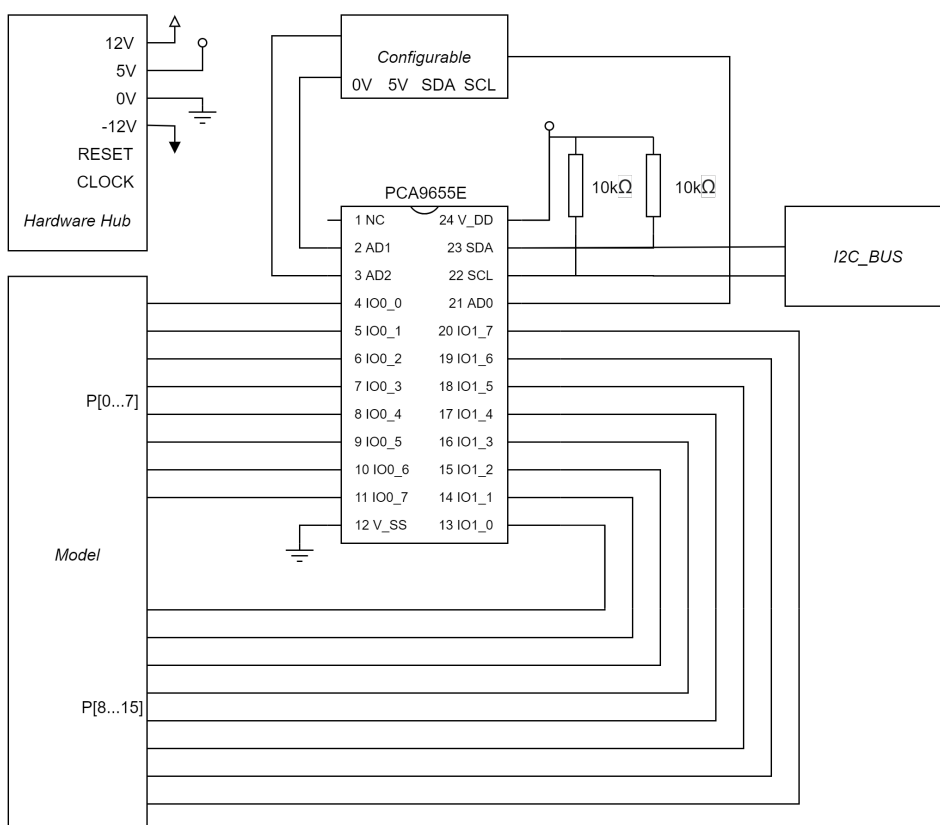 12V
5V
0V
-12V
RESET
CLOCK
Hardware Hub
Configurable
0V 5V SDA SCL
10kΩ 10kΩ
PCA9655E
1 NC 24 V_DD
2 AD1 23 SDA
3 AD2 22 SCL
4 IO0_0 21 AD0
5 IO0_1 20 IO1_7
6 IO0_2 19 IO1_6
7 IO0_3 18 IO1_5
8 IO0_4 17 IO1_4
9 IO0_5 16 IO1_3
10 IO0_6 15 IO1_2
11 IO0_7 14 IO1_1
12 V_SS 13 IO1_0
I2C_BUS
P[0...7]
Model
P[8...15]